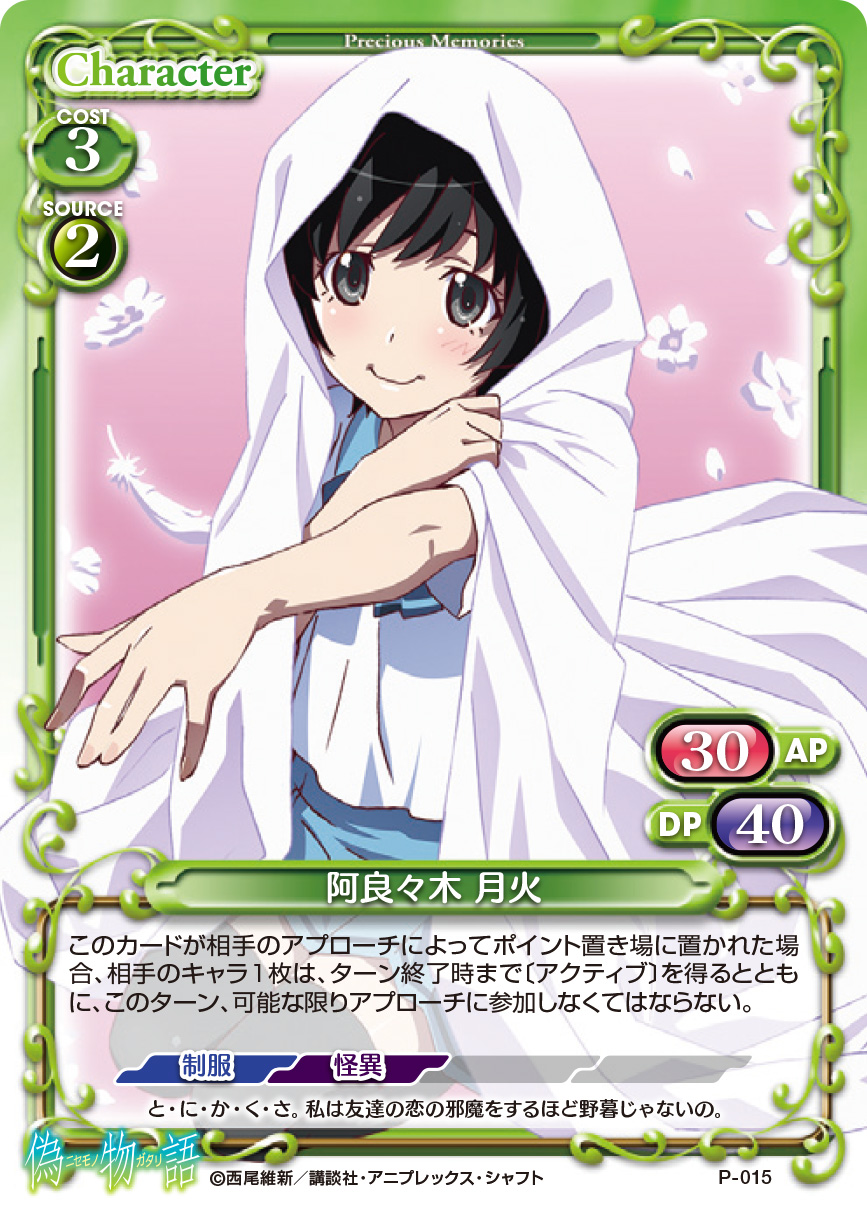 Precious Memories
Character
COST
3
SOURCE
2
30 AP
DP 40
阿良々木 月火
このカードが相手のアプローチによってポイント置き場に置かれた場
合、相手のキャラ1枚は、ターン終了時まで〔アクティブ〕を得るととも
に、このターン、可能な限りアプローチに参加しなくてはならない。
制服 怪異
と・に・か・く・さ。私は友達の恋の邪魔をするほど野暮じゃないの。
偽物語
ニセモノ ガタリ
©西尾維新／講談社・アニプレックス・シャフト
P-015